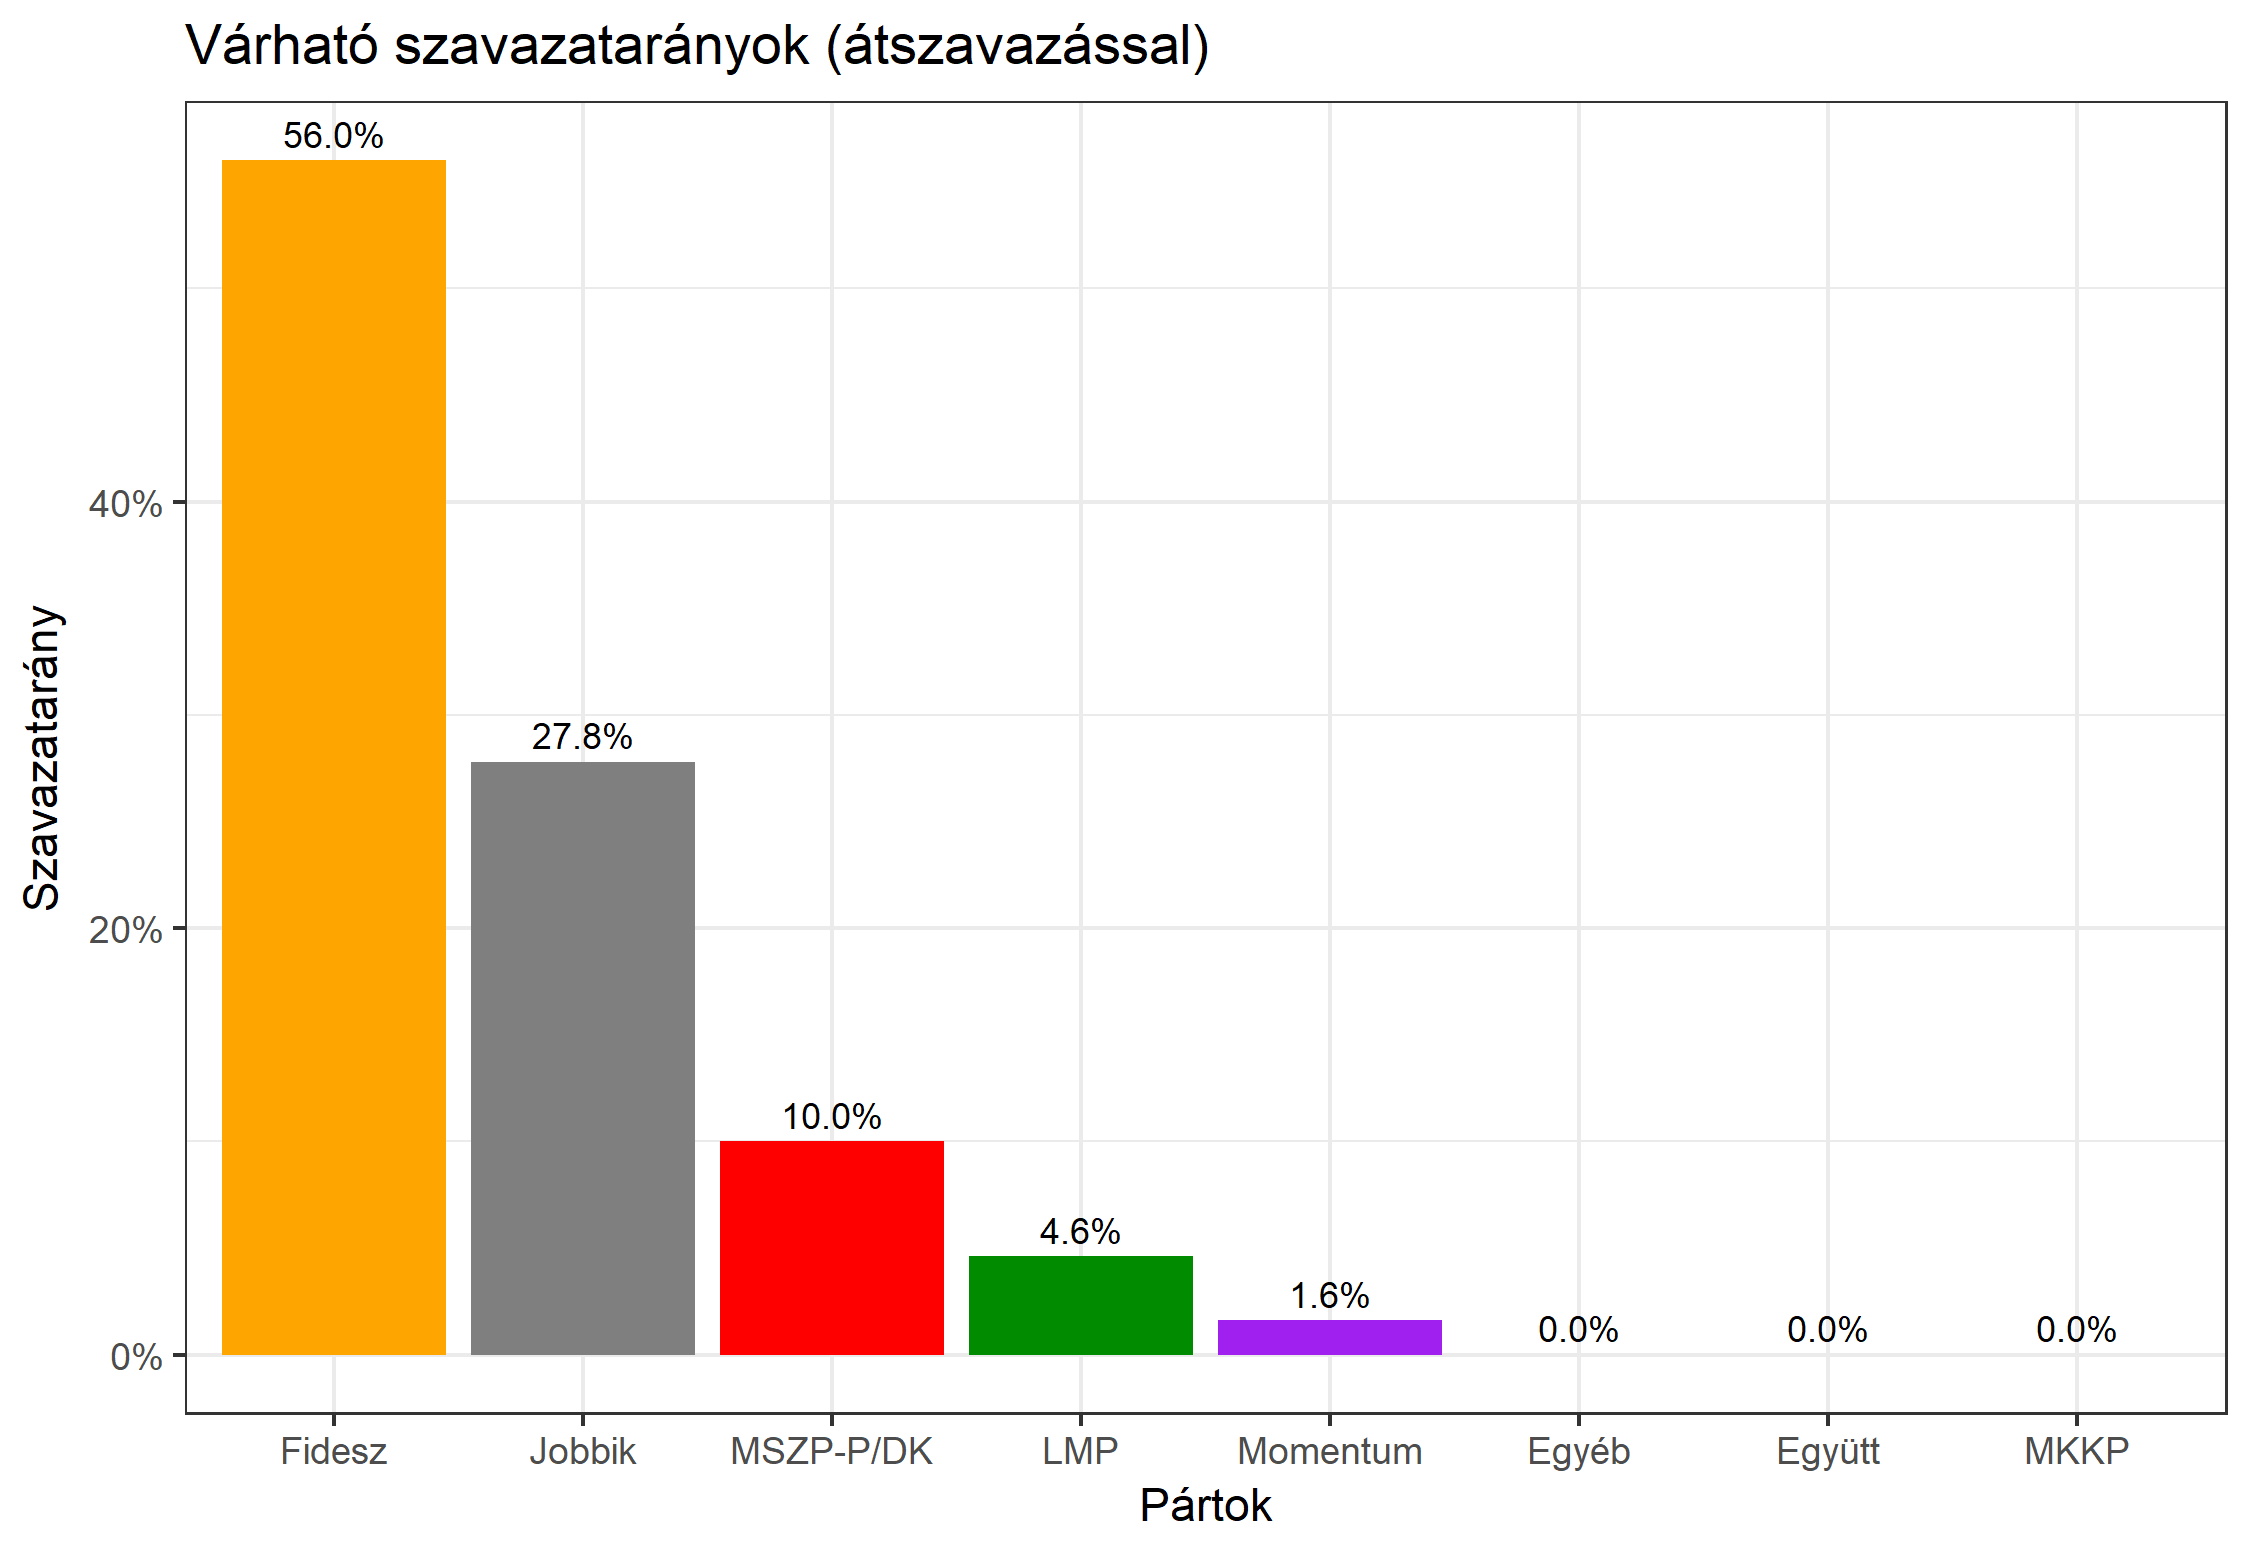 Várható szavazatarányok (átszavazással)
56.0%
27.8%
10.0%
4.6%
1.6%
0.0%
0.0%
0.0%
40%
20%
0%
Szavazatarány
Fidesz
Jobbik
MSZP-P/DK
LMP
Momentum
Egyéb
Együtt
MKKP
Pártok